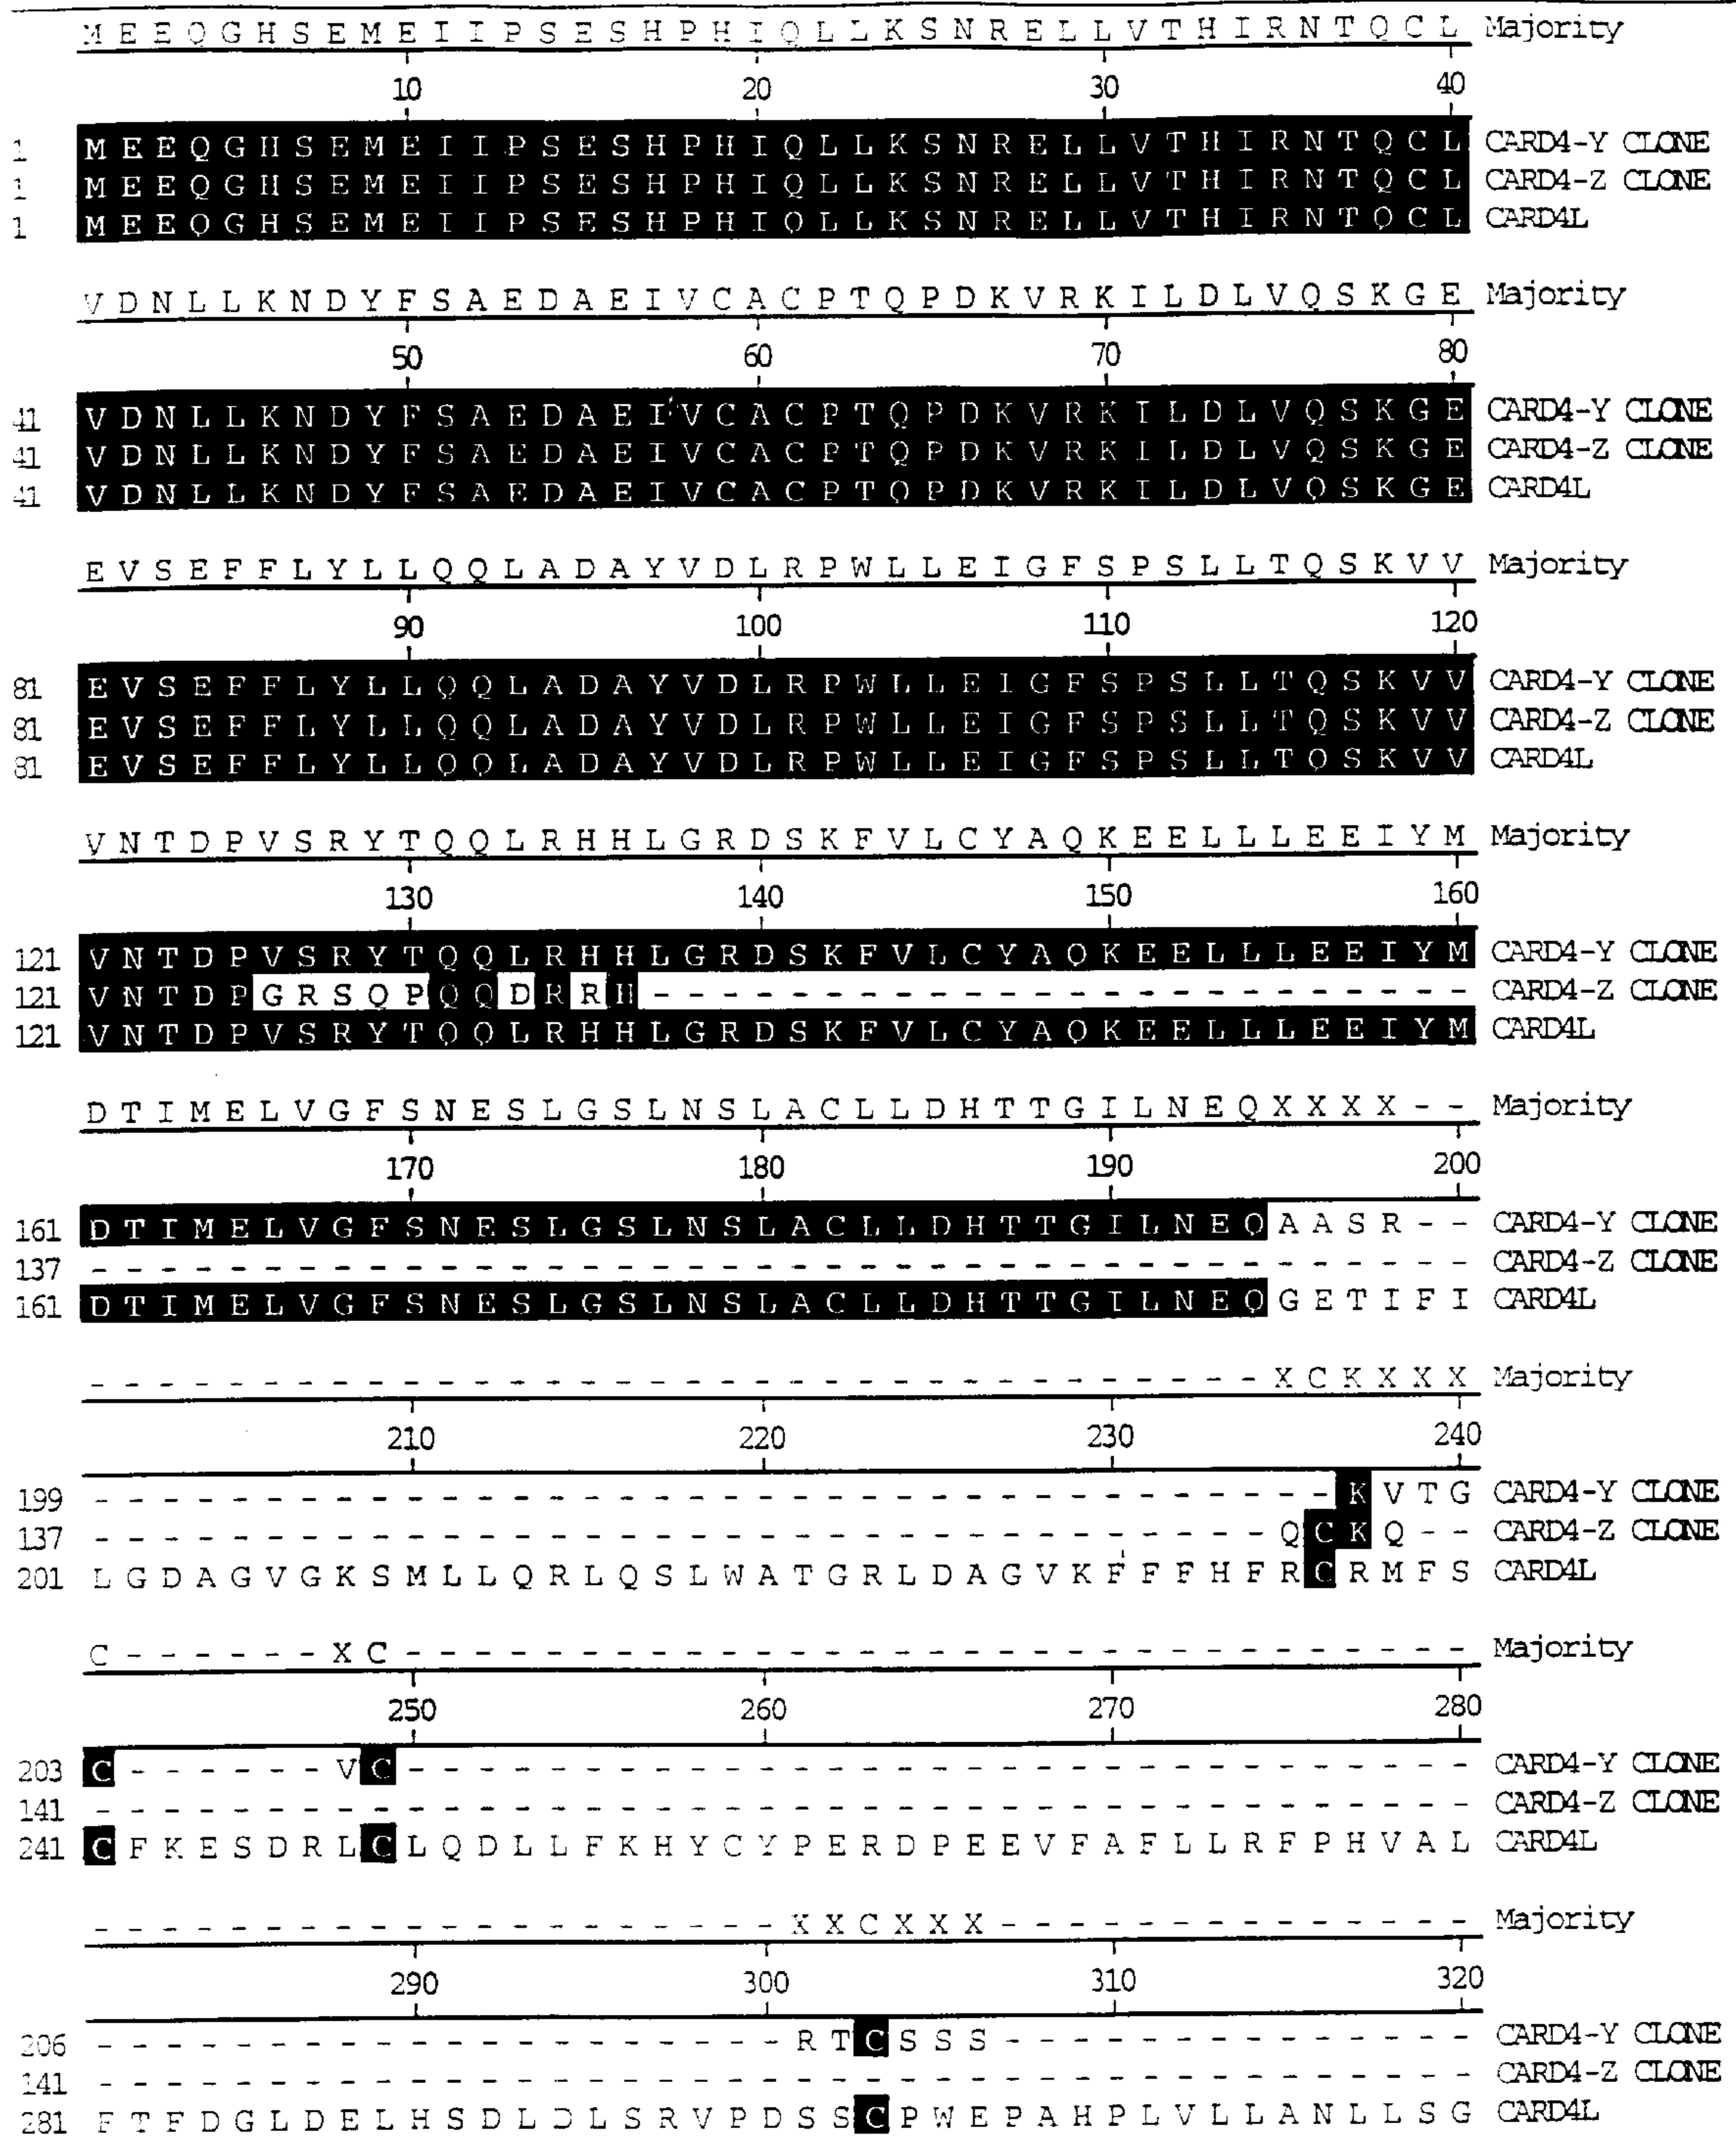 M E E Q G H S E M E I I P S E S H P H I Q L L K S N R E L L V T H I R N T Q C L Majority
10 20 30 40
1 M E E Q G H S E M E I I P S E S H P H I Q L L K S N R E L L V T H I R N T Q C L CARD4-Y CLONE
1 M E E Q G H S E M E I I P S E S H P H I Q L L K S N R E L L V T H I R N T Q C L CARD4-Z CLONE
1 M E E Q G H S E M E I I P S E S H P H I Q L L K S N R E L L V T H I R N T Q C L CARD4L
V D N L L K N D Y F S A E D A E I V C A C P T Q P D K V R K I L D L V Q S K G E Majority
50 60 70 80
41 V D N L L K N D Y F S A E D A E I V C A C P T Q P D K V R K I L D L V Q S K G E CARD4-Y CLONE
41 V D N L L K N D Y F S A E D A E I V C A C P T Q P D K V R K I L D L V Q S K G E CARD4-Z CLONE
41 V D N L L K N D Y F S A E D A E I V C A C P T Q P D K V R K I L D L V Q S K G E CARD4L
E V S E F F L Y L L Q Q L A D A Y V D L R P W L L E I G F S P S L L T Q S K V V Majority
90 100 110 120
81 E V S E F F L Y L L Q Q L A D A Y V D L R P W L L E I G F S P S L L T Q S K V V CARD4-Y CLONE
81 E V S E F F L Y L L Q Q L A D A Y V D L R P W L L E I G F S P S L L T Q S K V V CARD4-Z CLONE
81 E V S E F F L Y L L Q Q L A D A Y V D L R P W L L E I G F S P S L L T Q S K V V CARD4L
V N T D P V S R Y T Q Q L R H H L G R D S K F V L C Y A Q K E E L L L E E I Y M Majority
130 140 150 160
121 V N T D P V S R Y T Q Q L R H H L G R D S K F V L C Y A Q K E E L L L E E I Y M CARD4-Y CLONE
121 V N T D P G R S Q P Q Q D R R H - - - - - - - - - - - - - - - - - - - - - - - - CARD4-Z CLONE
121 V N T D P V S R Y T Q Q L R H H L G R D S K F V L C Y A Q K E E L L L E E I Y M CARD4L
D T I M E L V G F S N E S L G S L N S L A C L L D H T T G I L N E Q X X X X - - Majority
170 180 190 200
161 D T I M E L V G F S N E S L G S L N S L A C L L D H T T G I L N E Q A A S R - - CARD4-Y CLONE
137 - - - - - - - - - - - - - - - - - - - - - - - - - - - - - - - - - - - - - - - - CARD4-Z CLONE
161 D T I M E L V G F S N E S L G S L N S L A C L L D H T T G I L N E Q G E T I F I CARD4L
- - - - - - - - - - - - - - - - - - - - - - - - - - - - - - - - - - X C K X X X Majority
210 220 230 240
199 - - - - - - - - - - - - - - - - - - - - - - - - - - - - - - - - - - - - K V T G CARD4-Y CLONE
137 - - - - - - - - - - - - - - - - - - - - - - - - - - - - - - - - - - Q C K Q - - CARD4-Z CLONE
201 L G D A G V G K S M L L Q R L Q S L W A T G R L D A G V K F F F H F R C R M F S CARD4L
C - - - - - - X C - - - - - - - - - - - - - - - - - - - - - - - - - - - - - - - Majority
250 260 270 280
203 C - - - - - - V C - - - - - - - - - - - - - - - - - - - - - - - - - - - - - - - CARD4-Y CLONE
141 - - - - - - - - - - - - - - - - - - - - - - - - - - - - - - - - - - - - - - - - CARD4-Z CLONE
241 C F K E S D R L C L Q D L L F K H Y C Y P E R D P E E V F A F L L R F P H V A L CARD4L
- - - - - - - - - - - - - - - - - - - - X X C X X X - - - - - - - - - - - - - - Majority
290 300 310 320
206 - - - - - - - - - - - - - - - - - - - - R T C S S S - - - - - - - - - - - - - - CARD4-Y CLONE
141 - - - - - - - - - - - - - - - - - - - - - - - - - - - - - - - - - - - - - - - - CARD4-Z CLONE
281 F T F D G L D E L H S D L D L S R V P D S S C P W E P A H P L V L L A N L L S G CARD4L